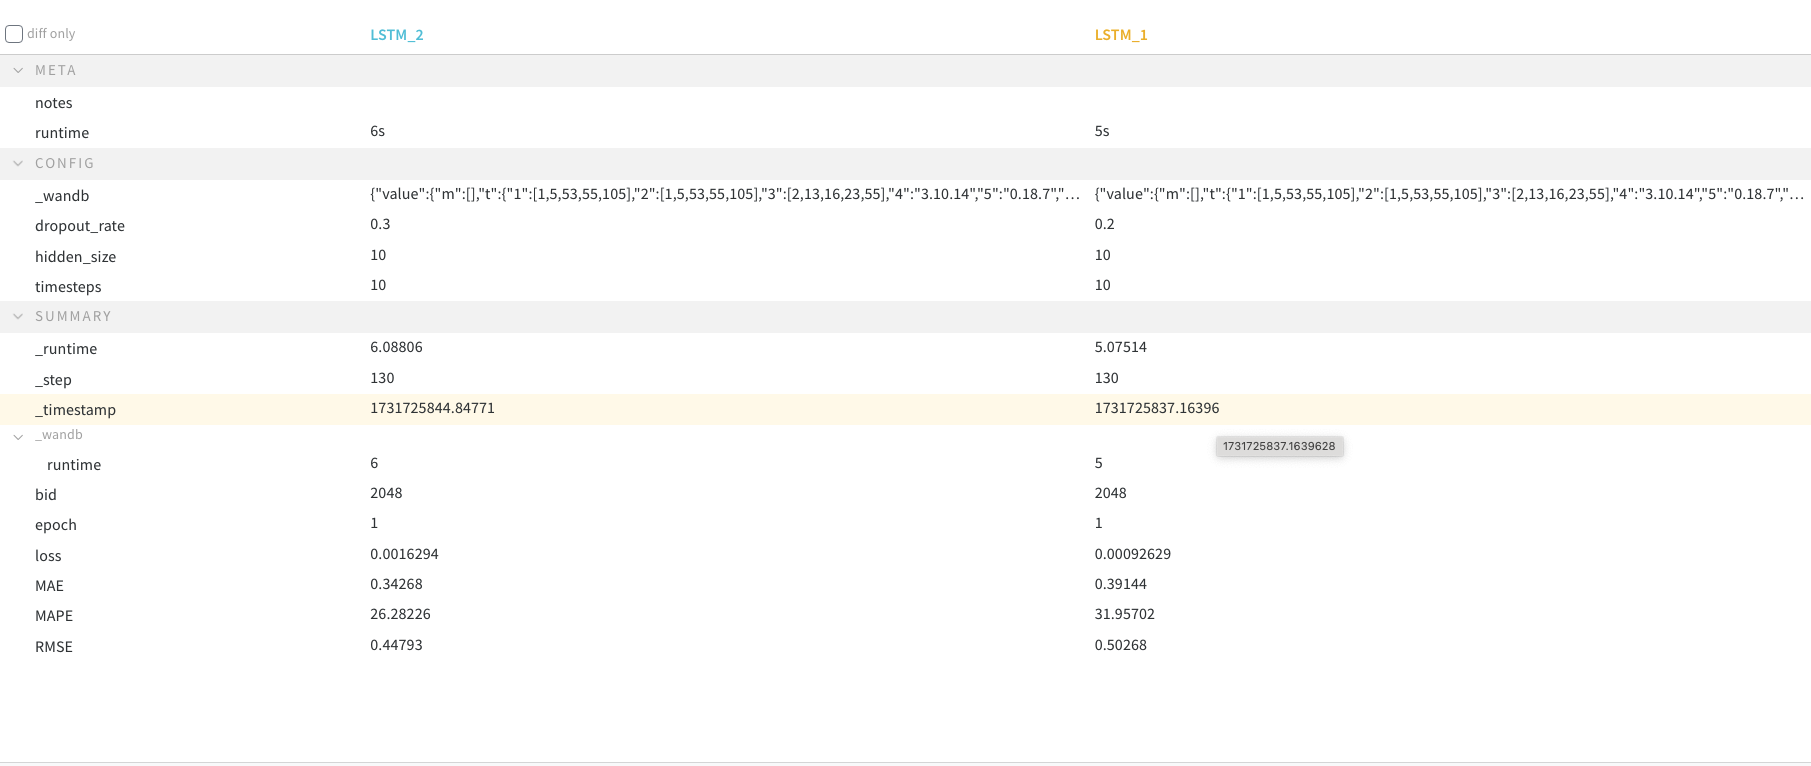 diff only LSTM_2 LSTM_1
META
notes
runtime 6s 5s
CONFIG
_wandb {"value":{"m":[],"t":{"1":[1,5,53,55,105],"2":[1,5,53,55,105],"3":[2,13,16,23,55],"4":"3.10.14","5":"0.18.7","… {"value":{"m":[],"t":{"1":[1,5,53,55,105],"2":[1,5,53,55,105],"3":[2,13,16,23,55],"4":"3.10.14","5":"0.18.7","…
dropout_rate 0.3 0.2
hidden_size 10 10
timesteps 10 10
SUMMARY
_runtime 6.08806 5.07514
_step 130 130
_timestamp 1731725844.84771 1731725837.16396
_wandb
1731725837.1639628
runtime 6 5
bid 2048 2048
epoch 1 1
loss 0.0016294 0.00092629
MAE 0.34268 0.39144
MAPE 26.28226 31.95702
RMSE 0.44793 0.50268